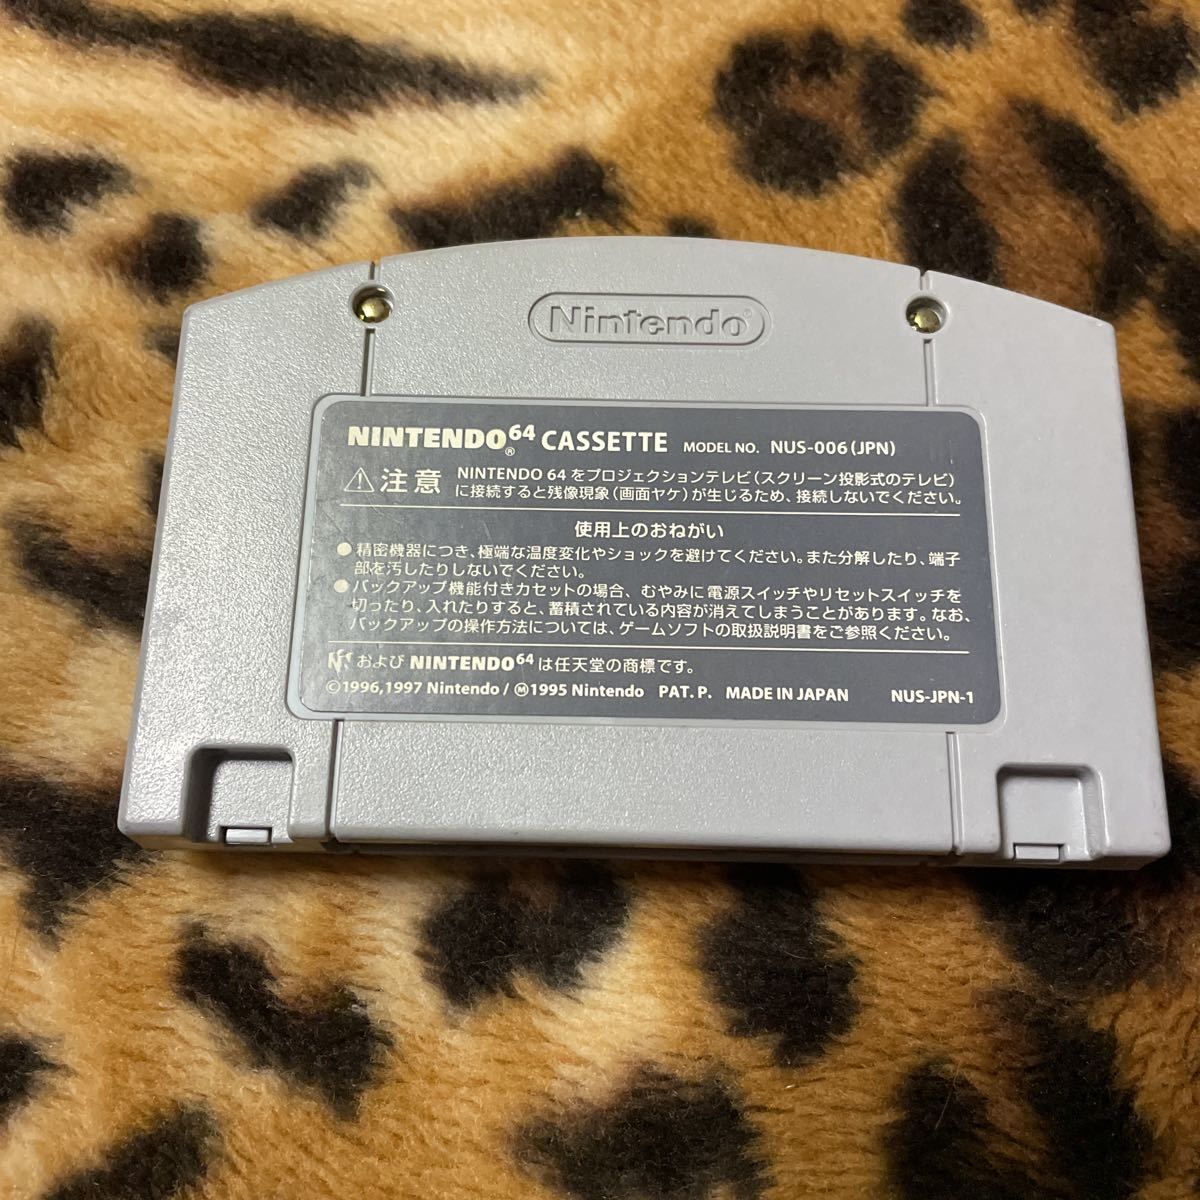 Nintendo®
NINTENDO64® CASSETTE MODEL NO. NUS-006(JPN)
⚠注意 NINTENDO 64をプロジェクションテレビ(スクリーン投影式のテレビ)
に接続すると残像現象(画面ヤケ)が生じるため、接続しないでください。
使用上のおねがい
●精密機器につき、極端な温度変化やショックを避けてください。また分解したり、端子
部を汚したりしないでください。
●バックアップ機能付きカセットの場合、むやみに電源スイッチやリセットスイッチを
切ったり、入れたりすると、蓄積されている内容が消えてしまうことがあります。なお、
バックアップの操作方法については、ゲームソフトの取扱説明書をご参照ください。
および NINTENDO64は任天堂の商標です。
©1996,1997 Nintendo/Ⓜ1995 Nintendo PAT.P. MADE IN JAPAN NUS-JPN-1